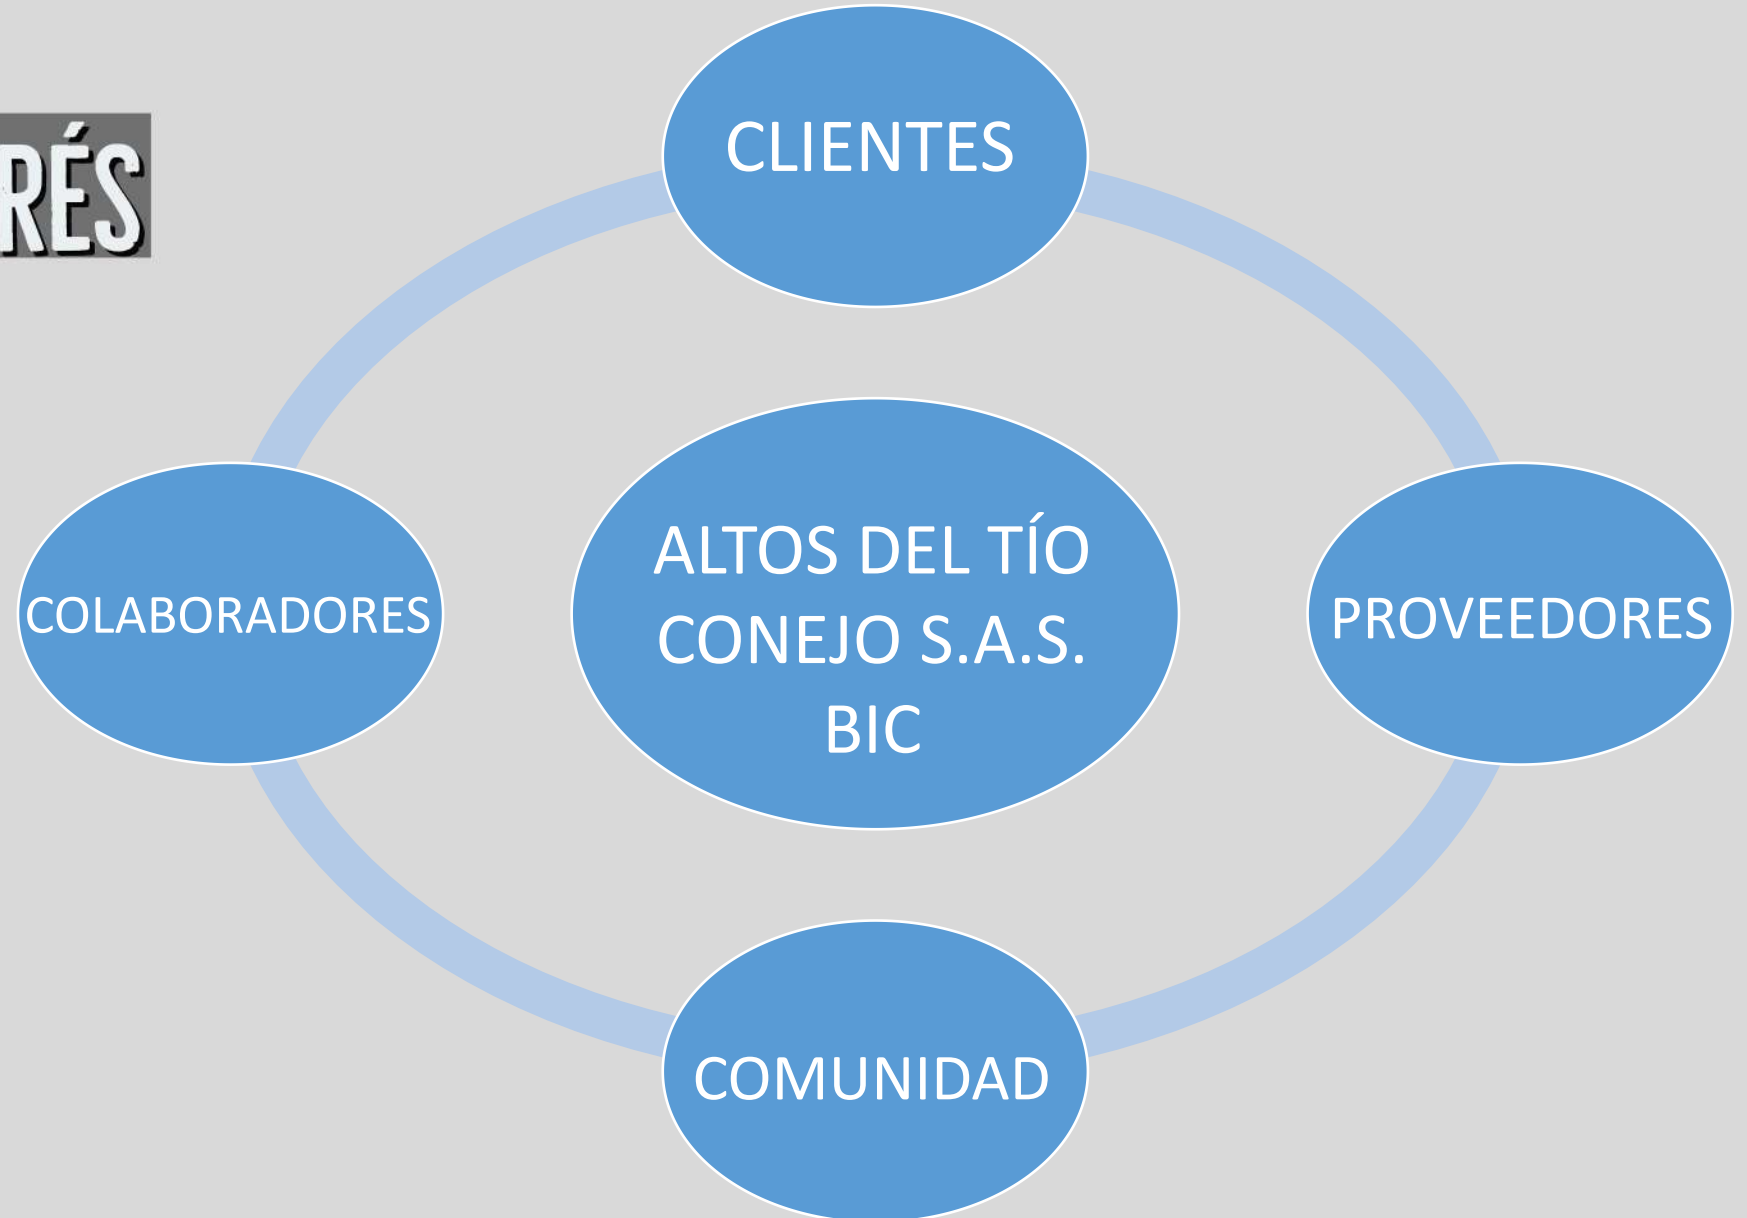 RÉS
CLIENTES
COLABORADORES
ALTOS DEL TÍO
CONEJO S.A.S.
BIC
PROVEEDORES
COMUNIDAD